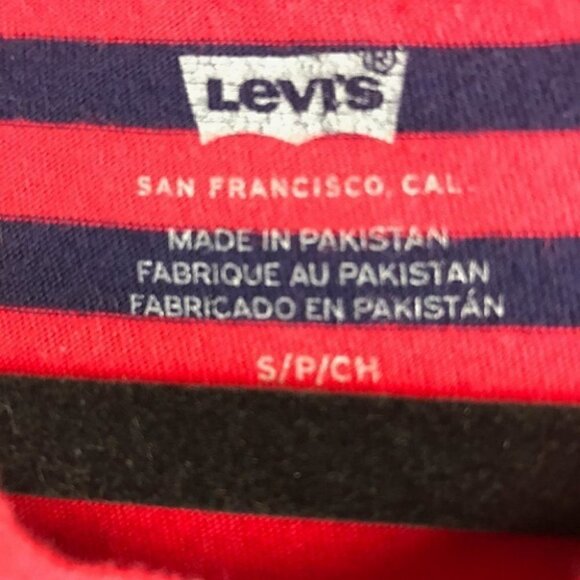 Levi's®
SAN FRANCISCO, CAL.
MADE IN PAKISTAN
FABRIQUE AU PAKISTAN
FABRICADO EN PAKISTÁN
S/P/CH